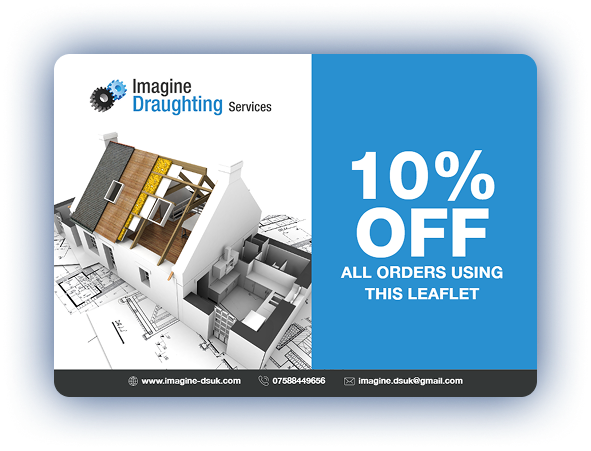 Imagine
Draughting Services
10%
OFF
ALL ORDERS USING
THIS LEAFLET
www.imagine-dsuk.com 07588449656 imagine.dsuk@gmail.com